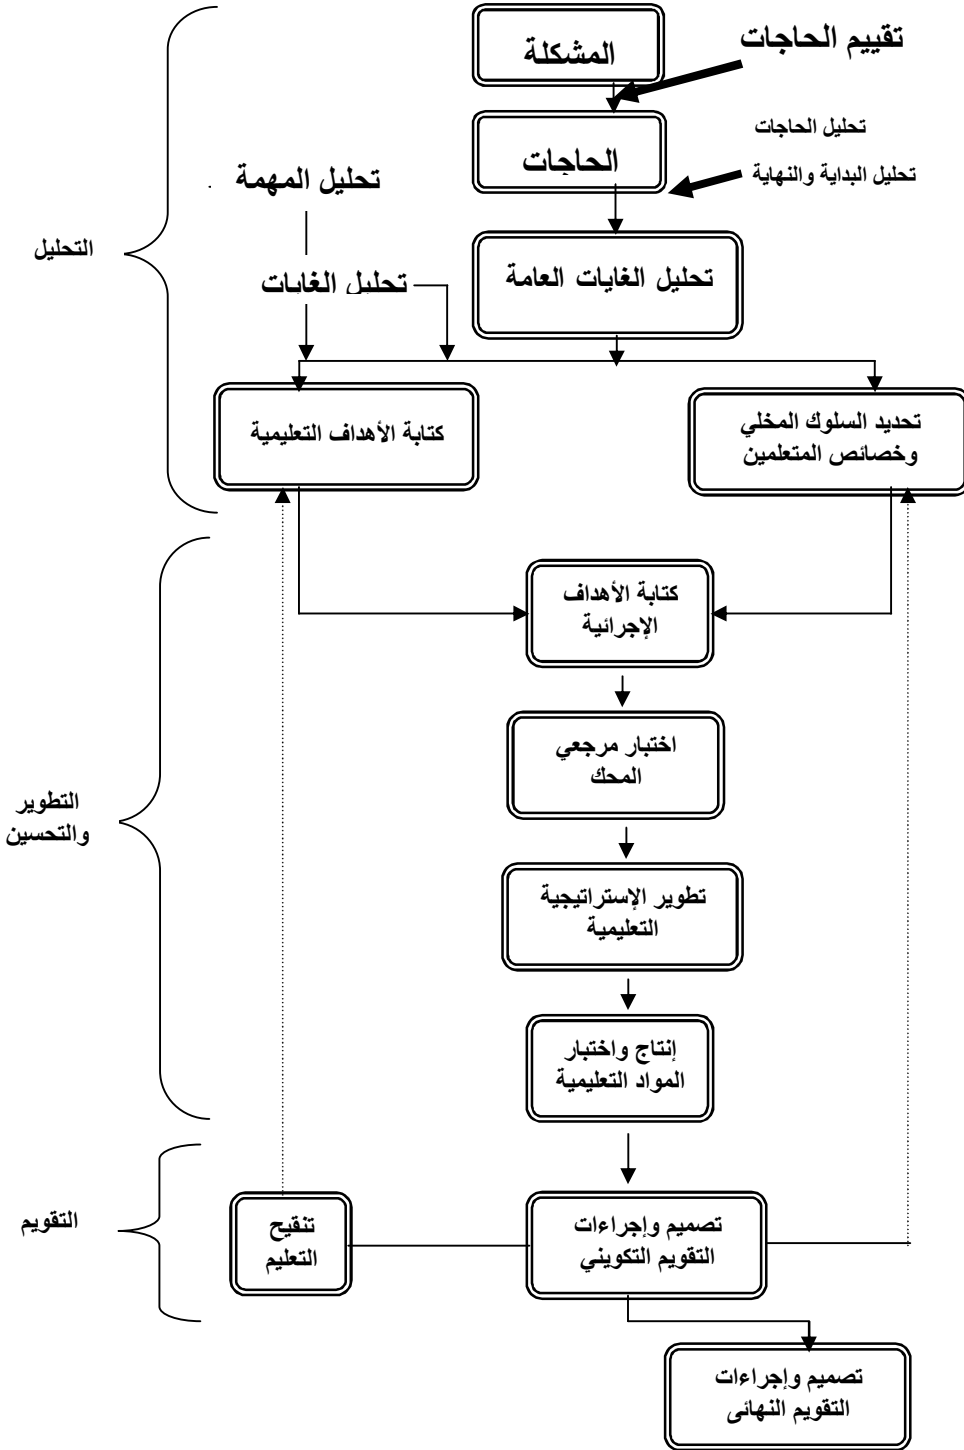 المشكلة
تقييم الحاجات
الحاجات
تحليل الحاجات
تحليل البداية والنهاية
تحليل المهمة
التحليل
تحليل الغايات العامة
تحليل الغايات
تحديد السلوك المخلي
وخصائص المتعلمين
كتابة الأهداف التعليمية
كتابة الأهداف
الإجرائية
اختبار مرجعي
المحك
التطوير
والتحسين
تطوير الإستراتيجية
التعليمية
إنتاج واختبار
المواد التعليمية
التقويم
تصميم وإجراءات
التقويم التكويني
تنقيح
التعليم
تصميم وإجراءات
التقويم النهائى